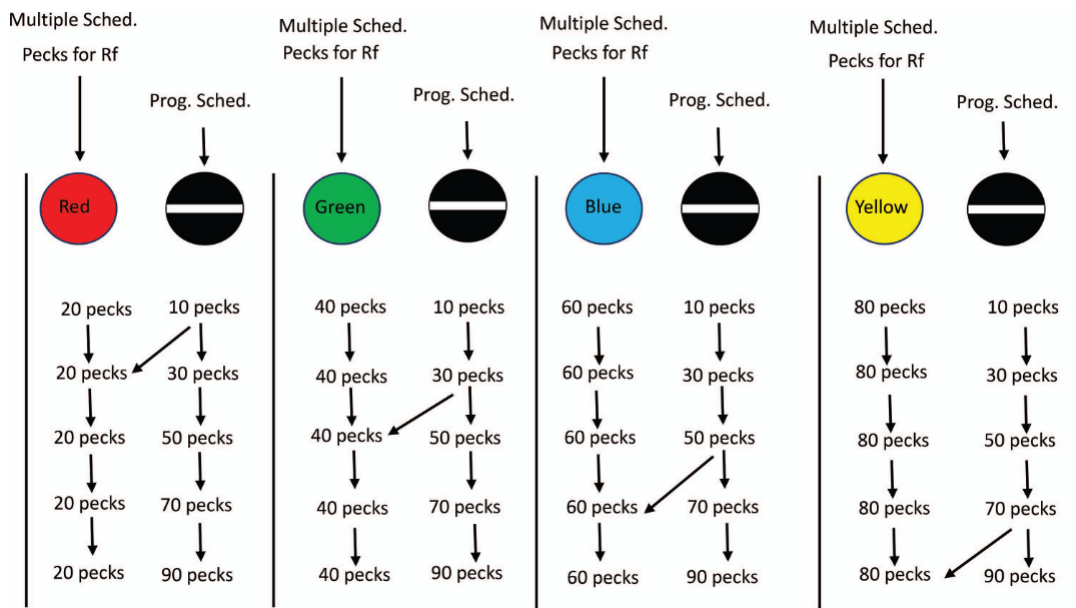 Multiple Sched.
Pecks for Rf
Prog. Sched.
Red
20 pecks 10 pecks
20 pecks 30 pecks
20 pecks 50 pecks
20 pecks 70 pecks
20 pecks 90 pecks
Multiple Sched.
Pecks for Rf
Prog. Sched.
Green
40 pecks 10 pecks
40 pecks 30 pecks
40 pecks 50 pecks
40 pecks 70 pecks
40 pecks 90 pecks
Multiple Sched.
Pecks for Rf
Prog. Sched.
Blue
60 pecks 10 pecks
60 pecks 30 pecks
60 pecks 50 pecks
60 pecks 70 pecks
60 pecks 90 pecks
Multiple Sched.
Pecks for Rf
Prog. Sched.
Yellow
80 pecks 10 pecks
80 pecks 30 pecks
80 pecks 50 pecks
80 pecks 70 pecks
80 pecks 90 pecks